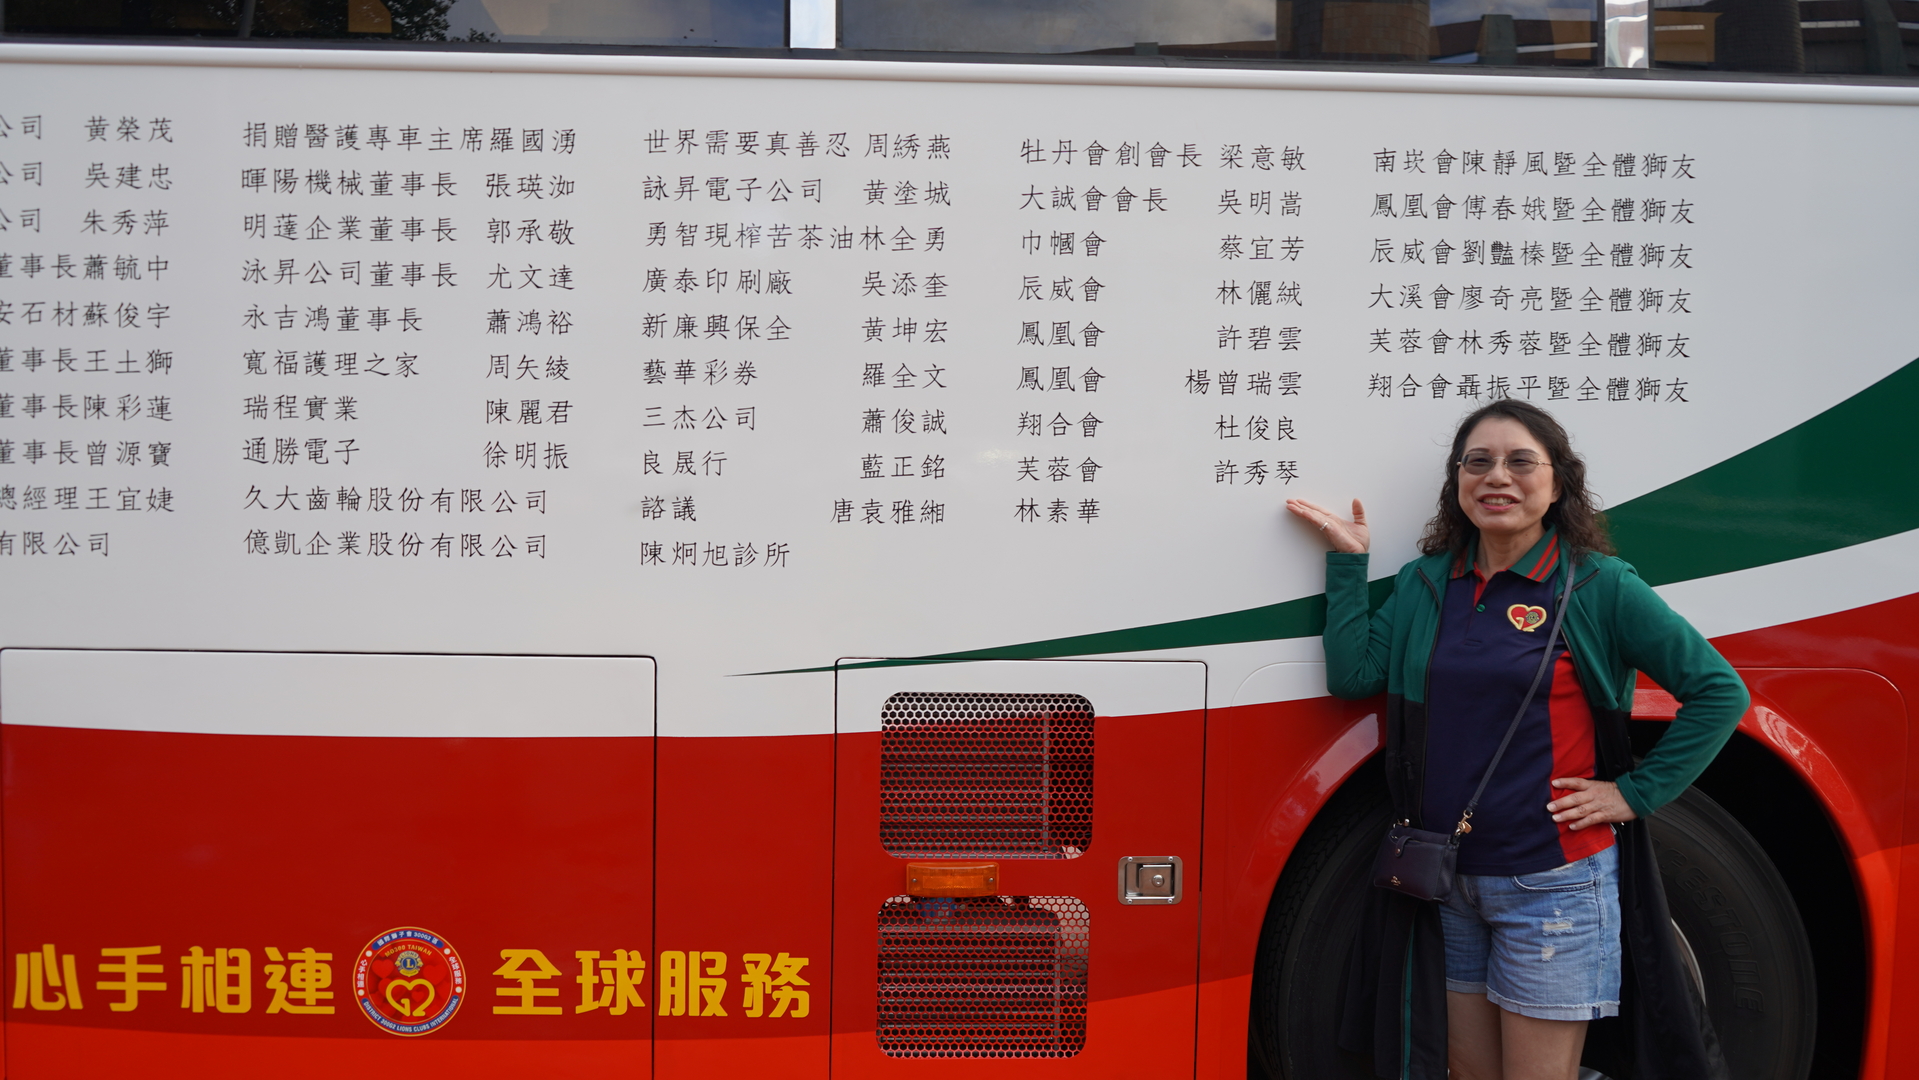 公司 黃榮茂
公司 吳建忠
公司 朱秀萍
董事長蕭毓中
安石材蘇俊宇
董事長王土獅
董事長陳彩蓮
董事長曾源寶
總經理王宜婕
有限公司
捐贈醫護專車主席羅國湧
暉陽機械董事長 張瑛洳
明蓬企業董事長 郭承敬
泳昇公司董事長 尤文達
永吉鴻董事長 蕭鴻裕
寬福護理之家 周矢綾
瑞程實業 陳麗君
通勝電子 徐明振
久大齒輪股份有限公司
億凱企業股份有限公司
世界需要真善忍 周綉燕
詠昇電子公司 黃塗城
勇智現榨苦茶油林全勇
廣泰印刷廠 吳添奎
新廉興保全 黃坤宏
藝華彩券 羅全文
三杰公司 蕭俊誠
良晟行 藍正銘
諮議 唐袁雅緗
陳炯旭診所
牡丹會創會長 梁意敏
大誠會會長 吳明嵩
巾幗會 蔡宜芳
辰威會 林儷絨
鳳凰會 許碧雲
鳳凰會 楊曾瑞雲
翔合會 杜俊良
芙蓉會 許秀琴
林素華
南崁會陳靜風暨全體獅友
鳳凰會傅春娥暨全體獅友
辰威會劉豔榛暨全體獅友
大溪會廖奇亮暨全體獅友
芙蓉會林秀蓉暨全體獅友
翔合會聶振平暨全體獅友
心手相連 全球服務
MD300 TAIWAN
DISTRICT 300G2 LIONS CLUBS INTERNATIONAL